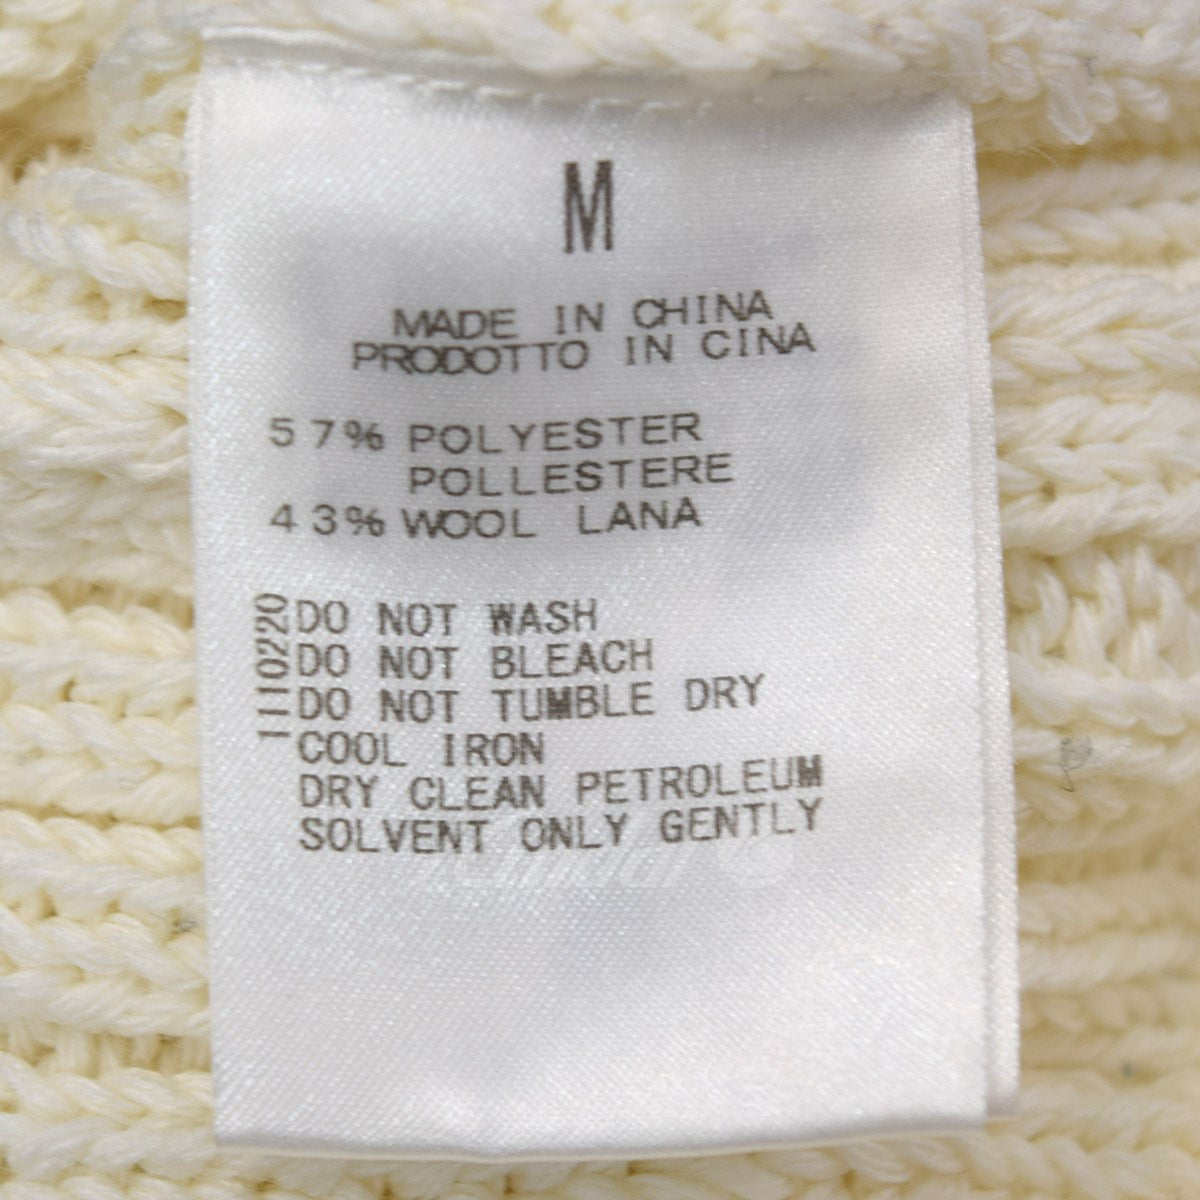 M
MADE IN CHINA
PRODOTTO IN CINA
57% POLYESTER
POLLESTERE
43% WOOL LANA
110220
DO NOT WASH
DO NOT BLEACH
DO NOT TUMBLE DRY
COOL IRON
DRY CLEAN PETROLEUM
SOLVENT ONLY GENTLY